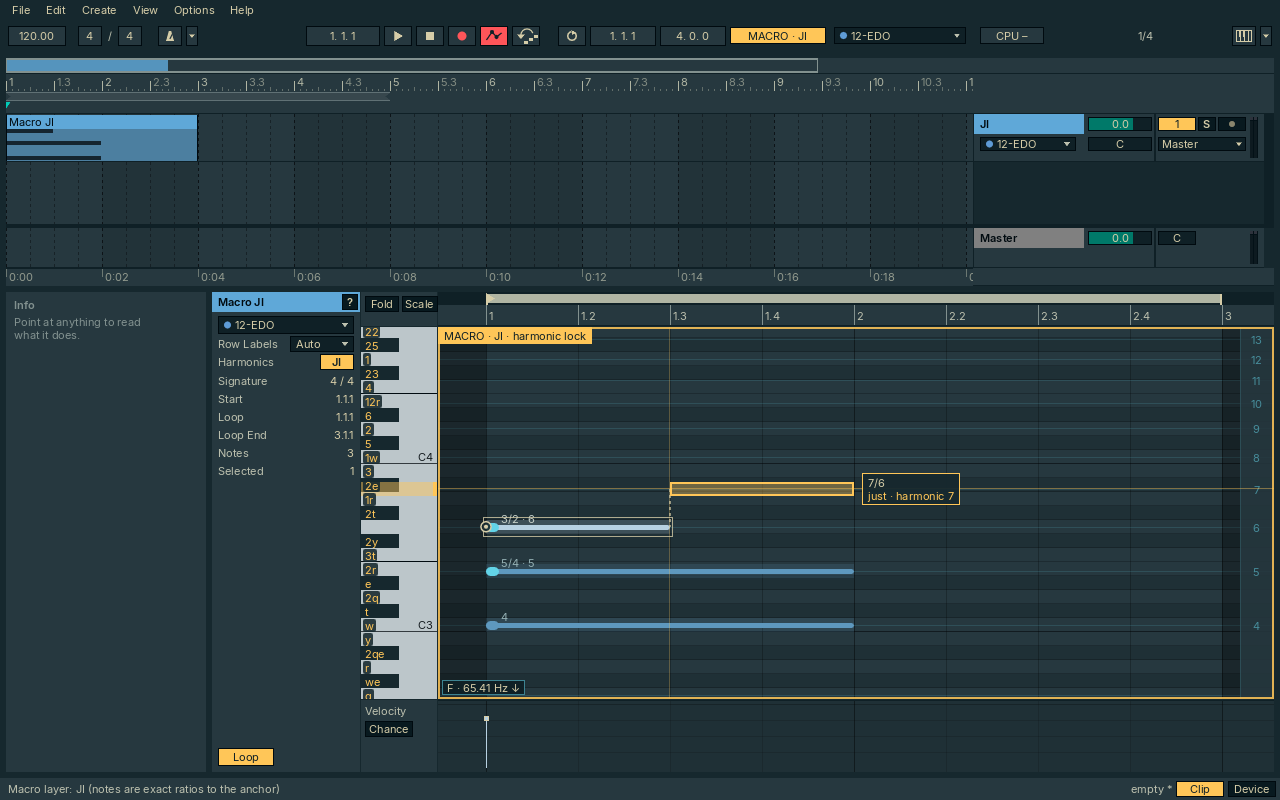 File Edit Create View Options Help
120.00 4 / 4 1. 1. 1 1. 1. 1 4. 0. 0 MACRO · JI 12-EDO CPU – 1/4
1 1.3 2 2.3 3 3.3 4 4.3 5 5.3 6 6.3 7 7.3 8 8.3 9 9.3 10 10.3 1
Macro JI
JI 0.0 1 S
12-EDO C Master
Master 0.0 C
0:00 0:02 0:04 0:06 0:08 0:10 0:12 0:14 0:16 0:18 0
Info
Point at anything to read
what it does.
Macro JI ?
12-EDO
Row Labels Auto
Harmonics JI
Signature 4 / 4
Start 1.1.1
Loop 1.1.1
Loop End 3.1.1
Notes 3
Selected 1
Loop
Fold Scale
1 1.2 1.3 1.4 2 2.2 2.3 2.4 3
MACRO · JI · harmonic lock
22
25
1
23
4
12r
6
2
5
1w C4
3
2e
1r
2t
2y
3t
2r
e
2q
t
w C3
y
2qe
r
we
q
13
12
11
10
9
8
7
6
5
4
7/6
just · harmonic 7
3/2 · 6
5/4 · 5
4
F · 65.41 Hz ↓
Velocity
Chance
Macro layer: JI (notes are exact ratios to the anchor) empty * Clip Device